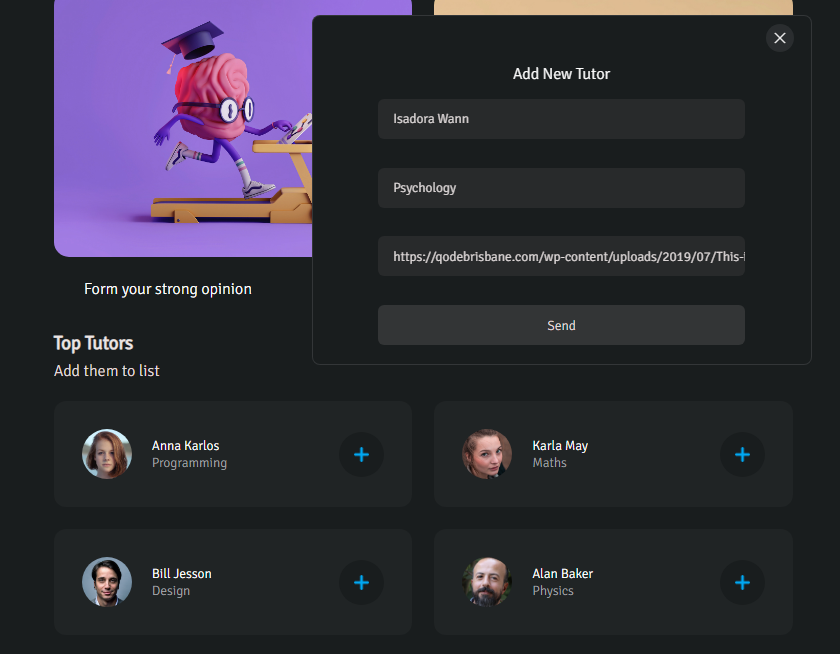 Add New Tutor
Isadora Wann
Psychology
https://qodebrisbane.com/wp-content/uploads/2019/07/This-
Send
Form your strong opinion
Top Tutors
Add them to list
Anna Karlos
Programming
Karla May
Maths
Bill Jesson
Design
Alan Baker
Physics